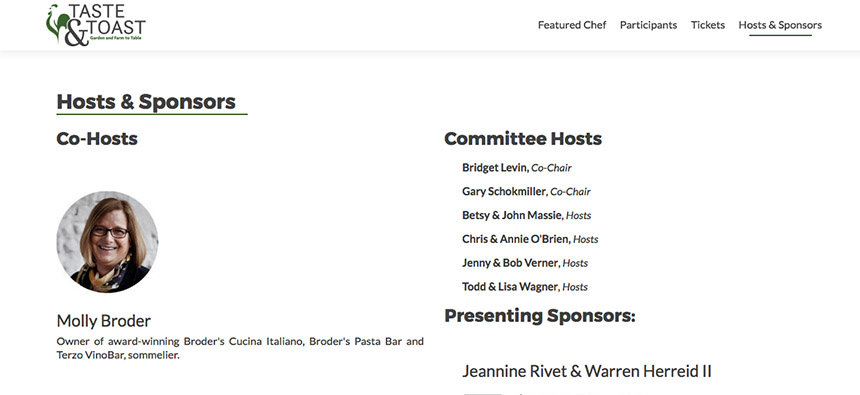 TASTE
&TOAST
Garden and Farm to Table
Featured Chef Participants Tickets Hosts & Sponsors
Hosts & Sponsors
Co-Hosts
Molly Broder
Owner of award-winning Broder's Cucina Italiano, Broder's Pasta Bar and
Terzo VinoBar, sommelier.
Committee Hosts
Bridget Levin, Co-Chair
Gary Schokmiller, Co-Chair
Betsy & John Massie, Hosts
Chris & Annie O'Brien, Hosts
Jenny & Bob Verner, Hosts
Todd & Lisa Wagner, Hosts
Presenting Sponsors:
Jeannine Rivet & Warren Herreid II